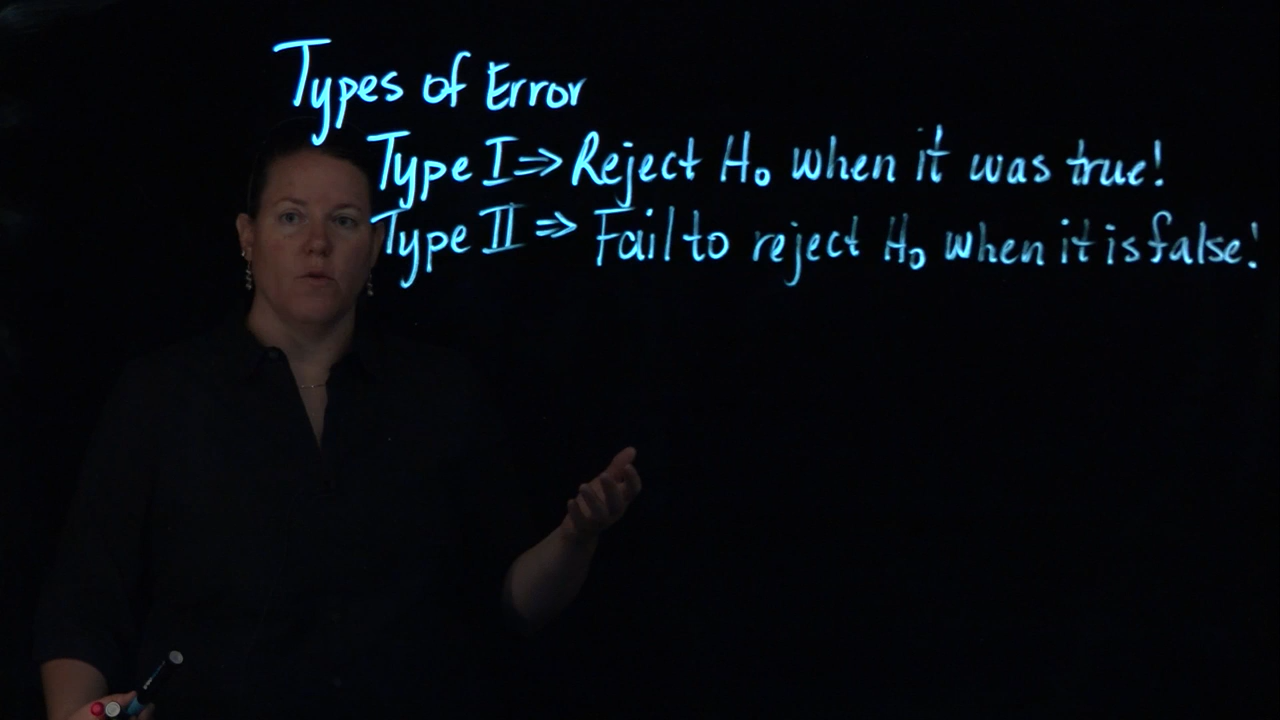 Types of Error
Type I ⇒ Reject H₀ when it was true!
Type II ⇒ Fail to reject H₀ when it is false!